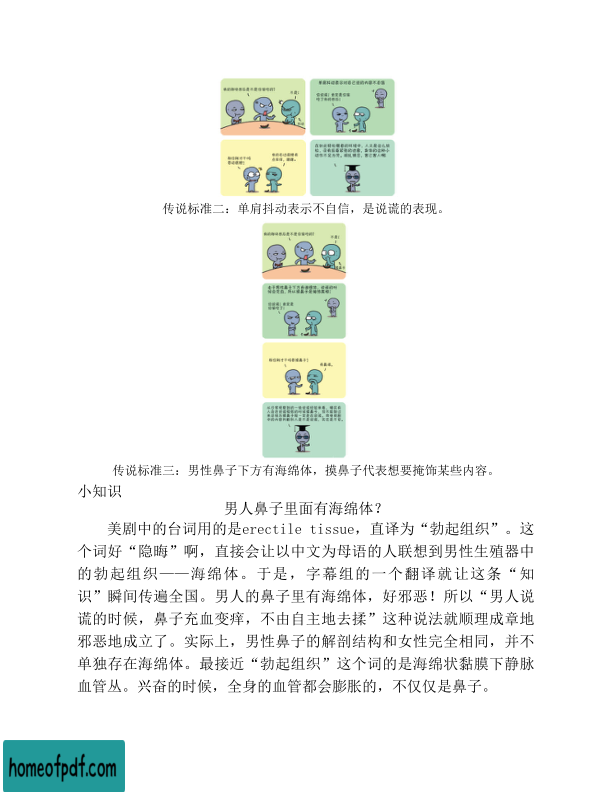 传说标准二：单肩抖动表示不自信，是说谎的表现。
传说标准三：男性鼻子下方有海绵体，摸鼻子代表想要掩饰某些内容。
小知识
男人鼻子里面有海绵体？
美剧中的台词用的是erectile tissue，直译为“勃起组织”。这
个词好“隐晦”啊，直接会让以中文为母语的人联想到男性生殖器中
的勃起组织——海绵体。于是，字幕组的一个翻译就让这条“知
识”瞬间传遍全国。男人的鼻子里有海绵体，好邪恶！所以“男人说
谎的时候，鼻子充血变痒，不由自主地去揉”这种说法就顺理成章地
邪恶地成立了。实际上，男性鼻子的解剖结构和女性完全相同，并不
单独存在海绵体。最接近“勃起组织”这个词的是海绵状黏膜下静脉
血管丛。兴奋的时候，全身的血管都会膨胀的，不仅仅是鼻子。
homeofpdf.com